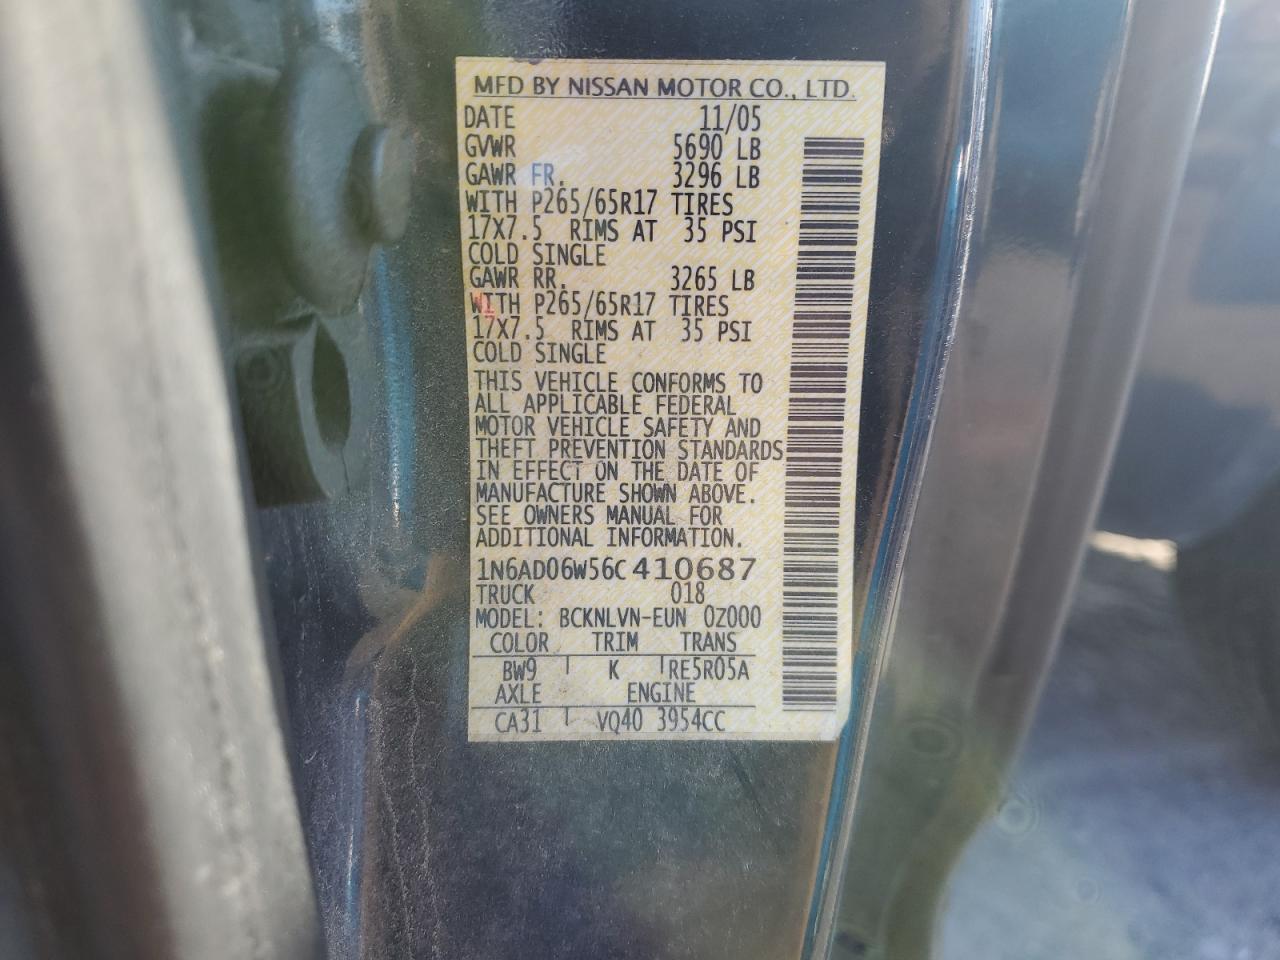 MFD BY NISSAN MOTOR CO., LTD.
DATE 11/05
GVWR 5690 LB
GAWR FR. 3296 LB
WITH P265/65R17 TIRES
17X7.5 RIMS AT 35 PSI
COLD SINGLE
GAWR RR. 3265 LB
WITH P265/65R17 TIRES
17X7.5 RIMS AT 35 PSI
COLD SINGLE
THIS VEHICLE CONFORMS TO
ALL APPLICABLE FEDERAL
MOTOR VEHICLE SAFETY AND
THEFT PREVENTION STANDARDS
IN EFFECT ON THE DATE OF
MANUFACTURE SHOWN ABOVE.
SEE OWNERS MANUAL FOR
ADDITIONAL INFORMATION.
1N6AD06W56C410687
TRUCK 018
MODEL: BCKNLVN-EUN 0Z000
COLOR TRIM TRANS
BW9 K RE5R05A
AXLE ENGINE
CA31 VQ40 3954CC